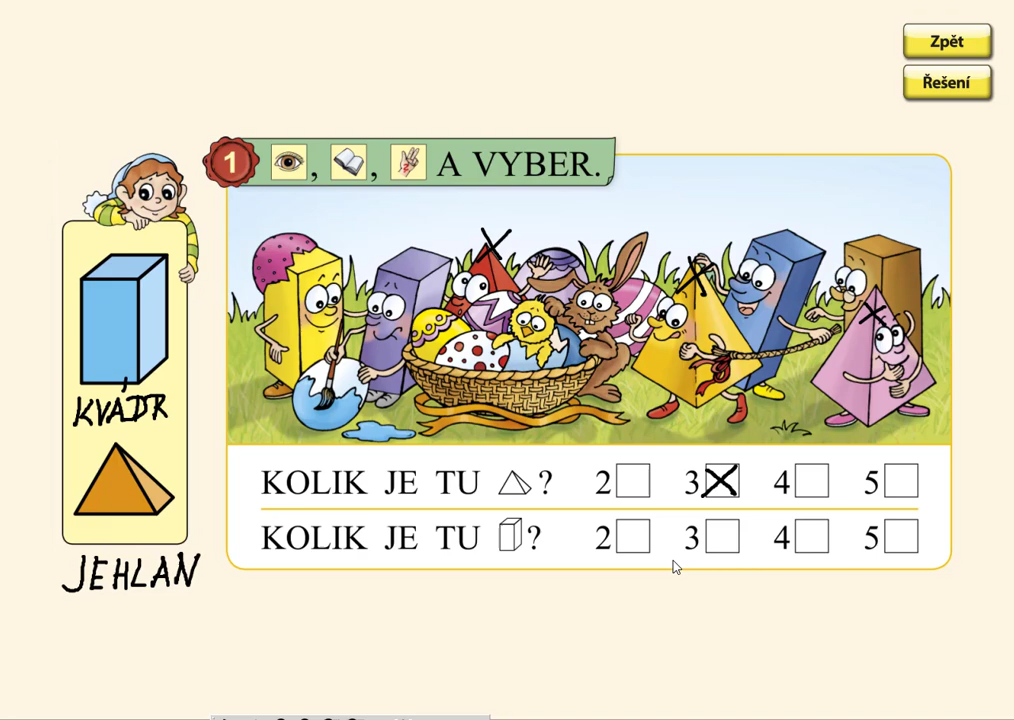 Zpět
Řešení
1 , , A VYBER.
KVÁDR
JEHLAN
KOLIK JE TU ? 2 3 4 5
KOLIK JE TU ? 2 3 4 5